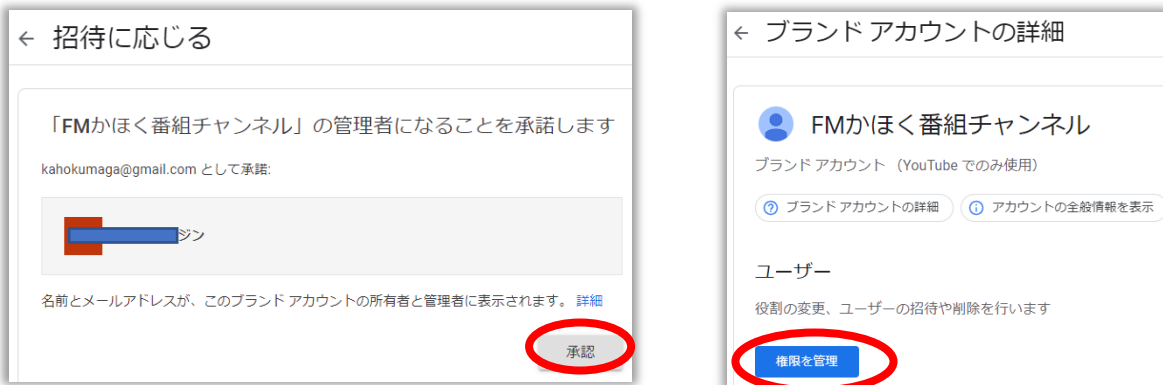 ← 招待に応じる
「FMかほく番組チャンネル」の管理者になることを承諾します
kahokumaga@gmail.com として承諾:
ジン
名前とメールアドレスが、このブランド アカウントの所有者と管理者に表示されます。 詳細
承認
← ブランド アカウントの詳細
FMかほく番組チャンネル
ブランド アカウント （YouTube でのみ使用）
ブランド アカウントの詳細 アカウントの全般情報を表示
ユーザー
役割の変更、ユーザーの招待や削除を行います
権限を管理